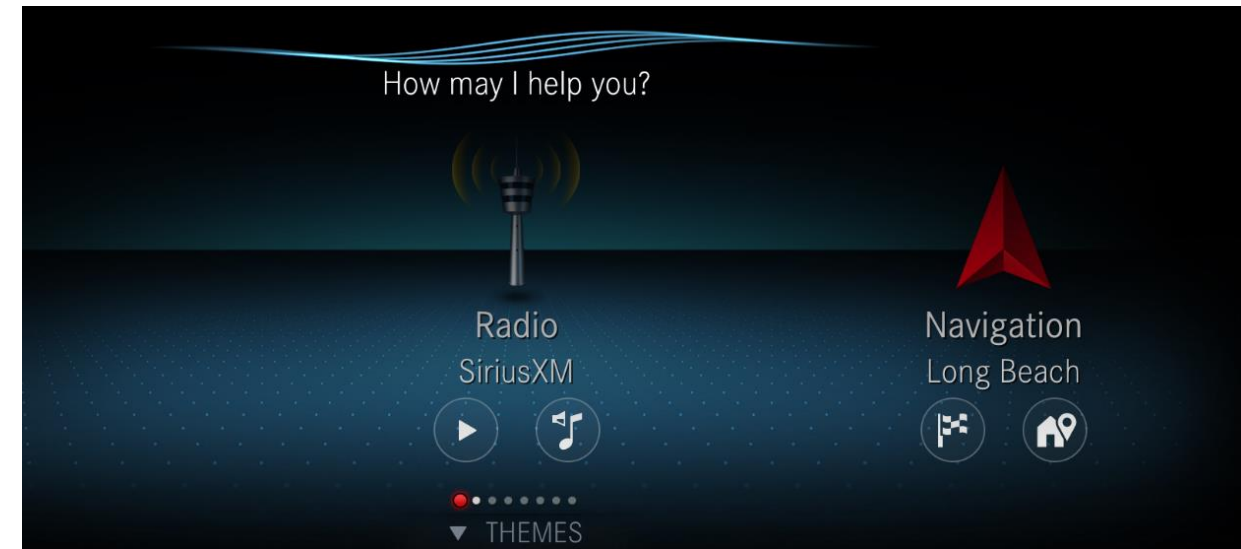 How may I help you?
Radio
SiriusXM
Navigation
Long Beach
THEMES